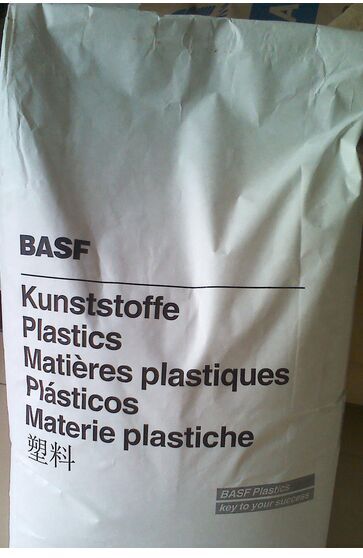 BASF
Kunststoffe
Plastics
Matières plastiques
Plásticos
Materie plastiche
塑料
BASF Plastics
key to your success